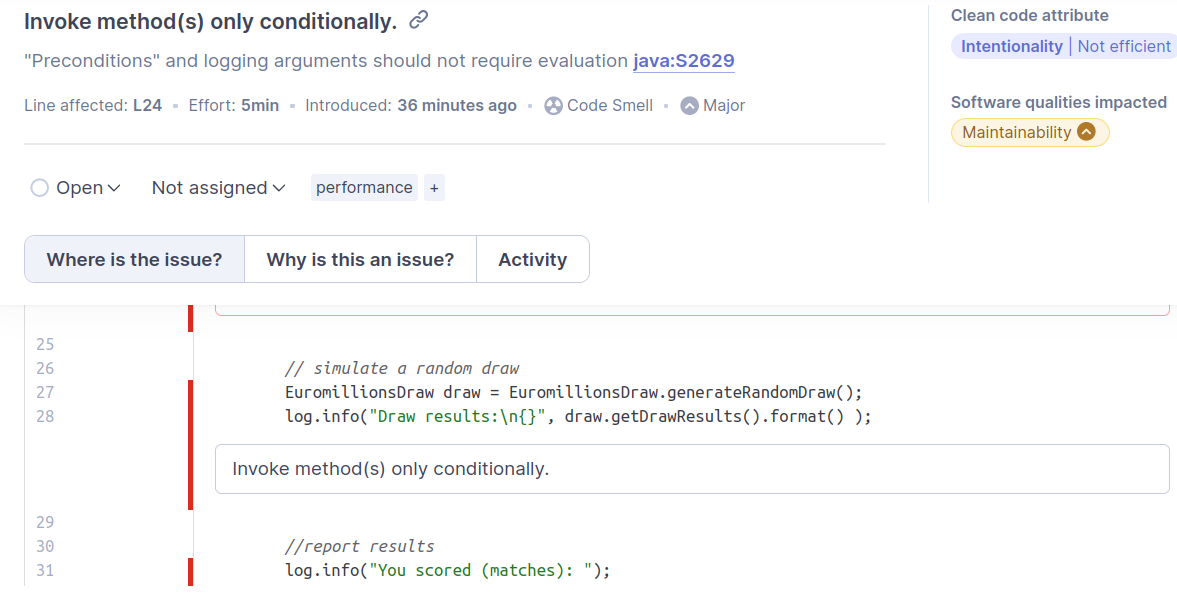 Invoke method(s) only conditionally.
Clean code attribute
Intentionality | Not efficient
"Preconditions" and logging arguments should not require evaluation java:S2629
Line affected: L24 • Effort: 5min • Introduced: 36 minutes ago • Code Smell • Major
Software qualities impacted
Maintainability
Open Not assigned performance +
Where is the issue? Why is this an issue? Activity
25
26 // simulate a random draw
27 EuromillionsDraw draw = EuromillionsDraw.generateRandomDraw();
28 log.info("Draw results:\n{}", draw.getDrawResults().format() );
Invoke method(s) only conditionally.
29
30 //report results
31 log.info("You scored (matches): ");